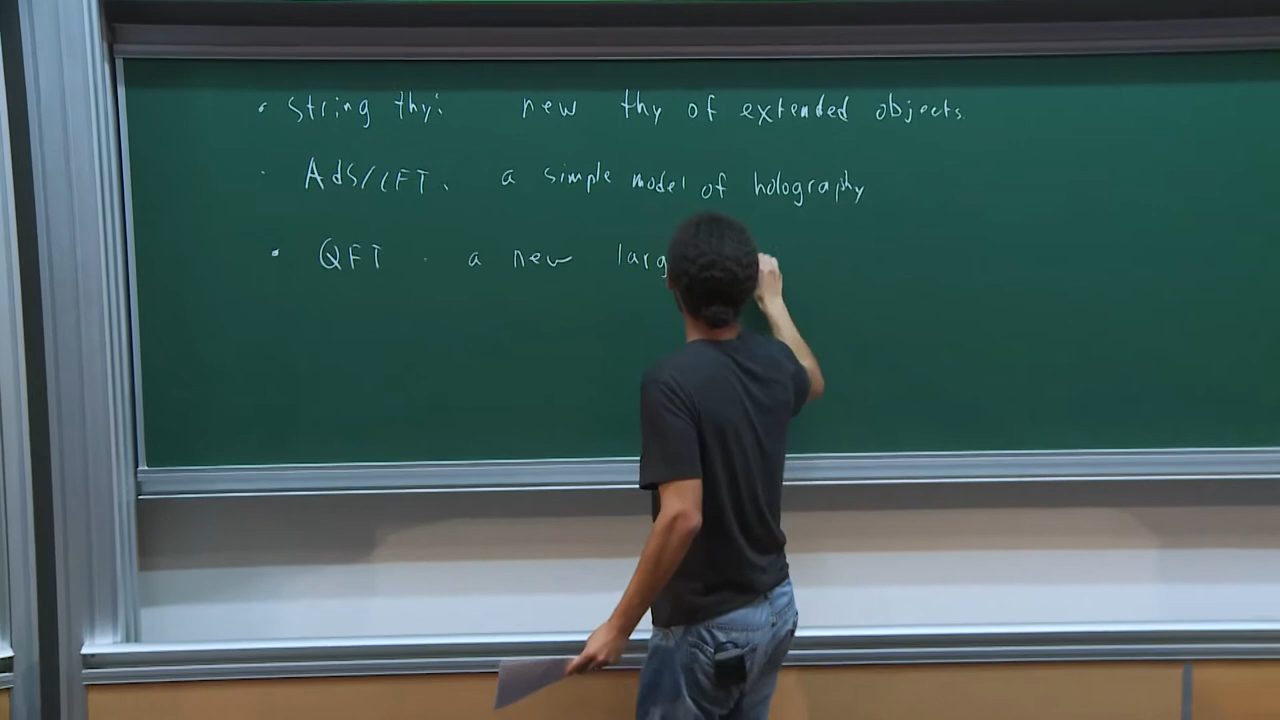 • String thy: new thy of extended objects.
· AdS/CFT. a simple model of holography
• QFT . a new larg